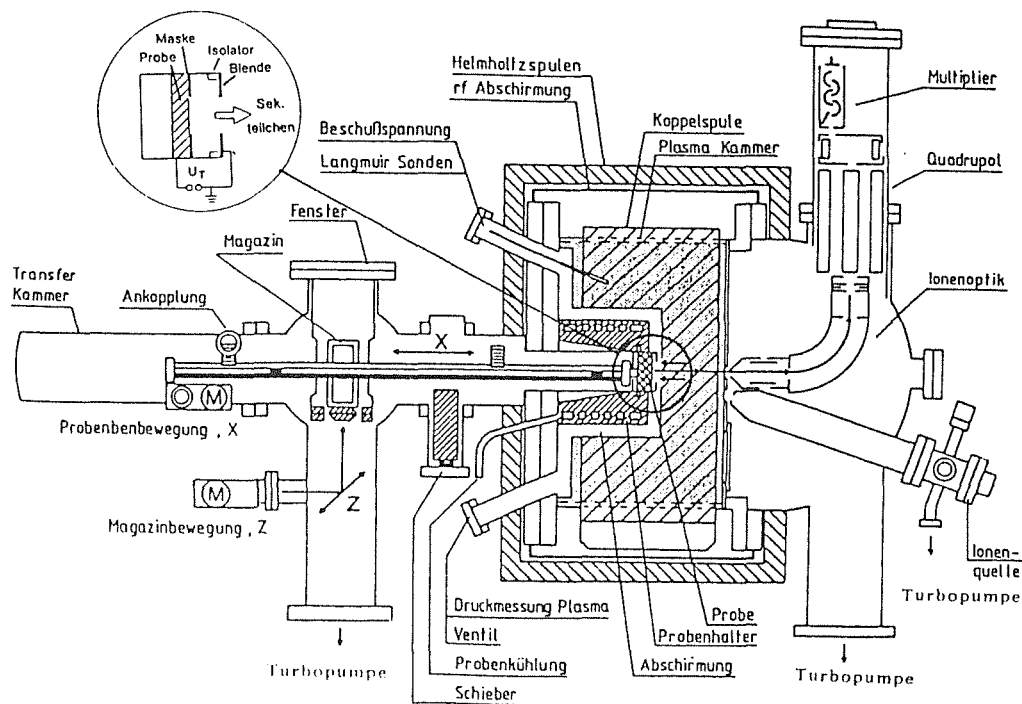 Maske
Probe
Isolator
Blende
Sek.
teilchen
U_T
Helmholtzspulen
rf Abschirmung
Beschußspannung
Langmuir Sonden
Koppelspule
Plasma Kammer
Multiplier
Quadrupol
Fenster
Magazin
Transfer
Kammer
Ankopplung
Ionenoptik
X
M
Probenbenbewegung , X
M
Z
Magazinbewegung , Z
Ionen-
quelle
Turbopumpe
Druckmessung Plasma
Ventil
Probenkühlung
Schieber
Probe
Probenhalter
Abschirmung
Turbopumpe
Turbopumpe